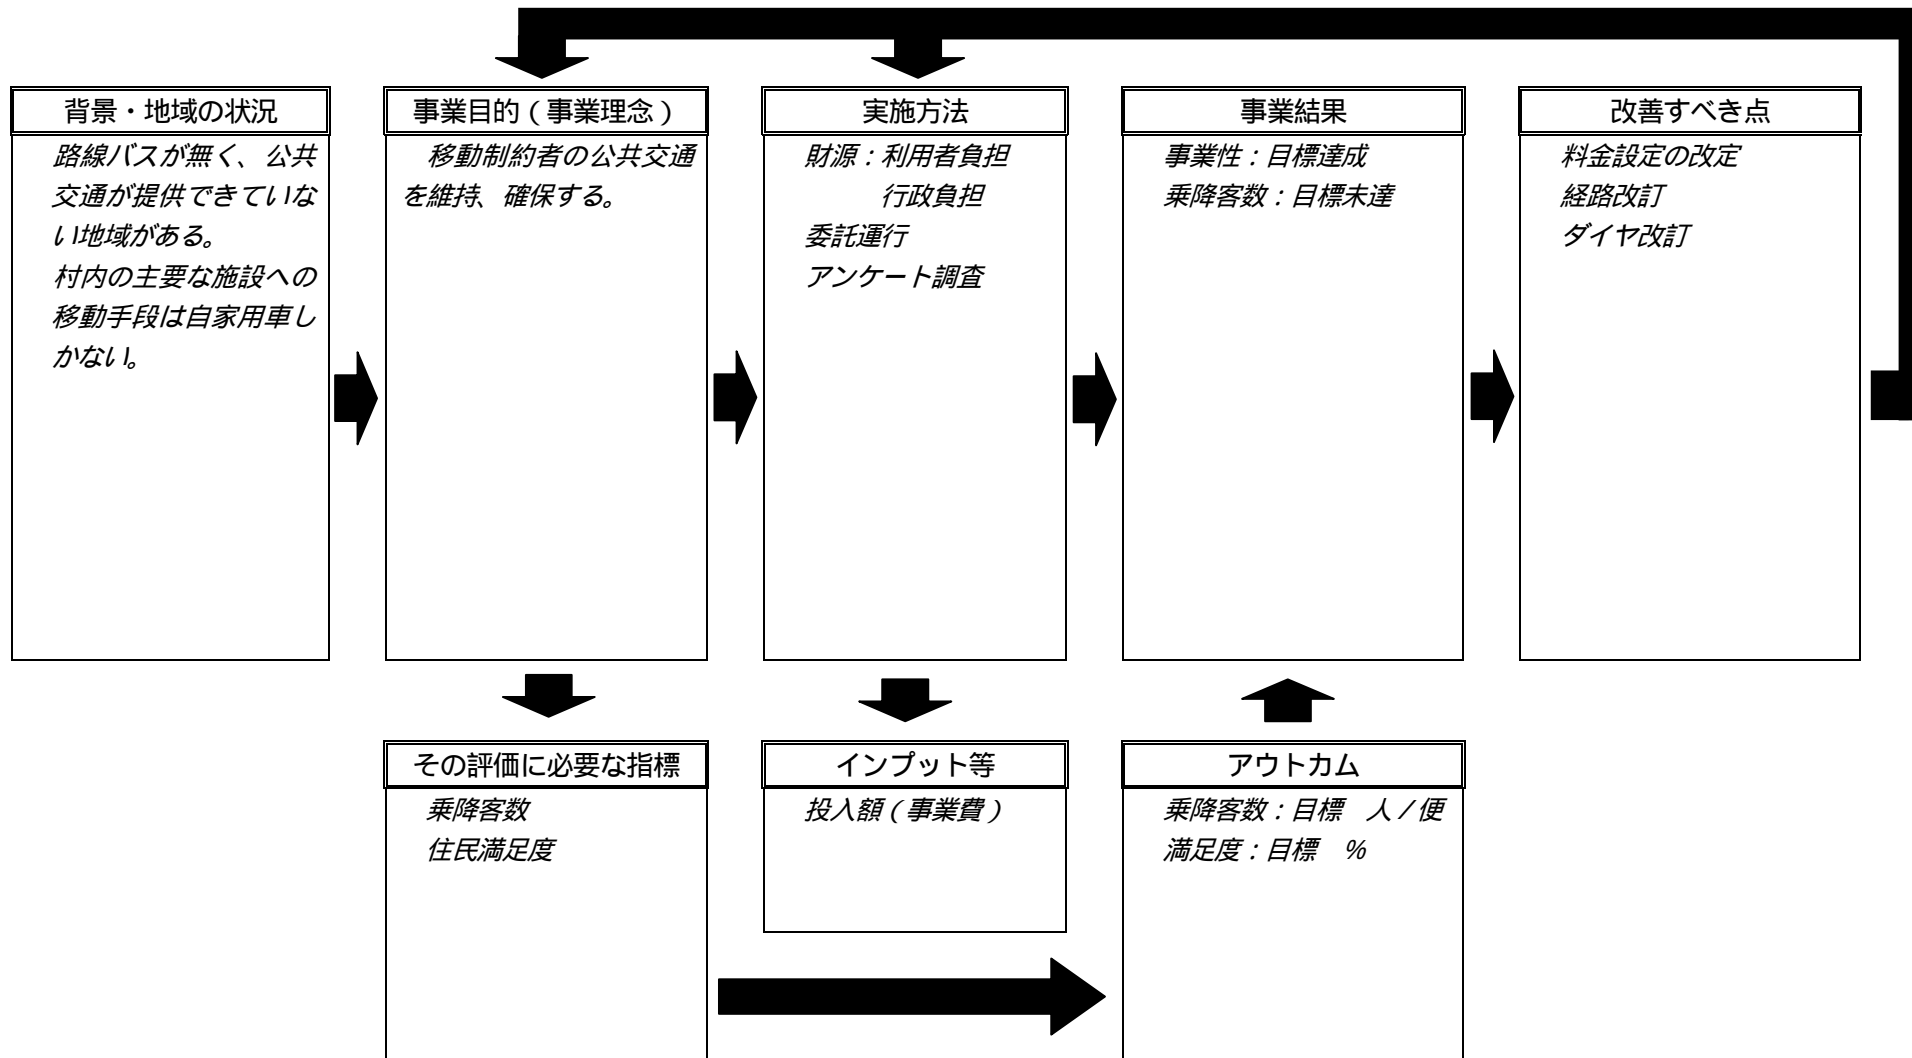 背景・地域の状況
路線バスが無く、公共
交通が提供できていな
い地域がある。
村内の主要な施設への
移動手段は自家用車し
かない。
事業目的（事業理念）
移動制約者の公共交通
を維持、確保する。
実施方法
財源：利用者負担
行政負担
委託運行
アンケート調査
事業結果
事業性：目標達成
乗降客数：目標未達
改善すべき点
料金設定の改定
経路改訂
ダイヤ改訂
その評価に必要な指標
乗降客数
住民満足度
インプット等
投入額（事業費）
アウトカム
乗降客数：目標　人／便
満足度：目標　％